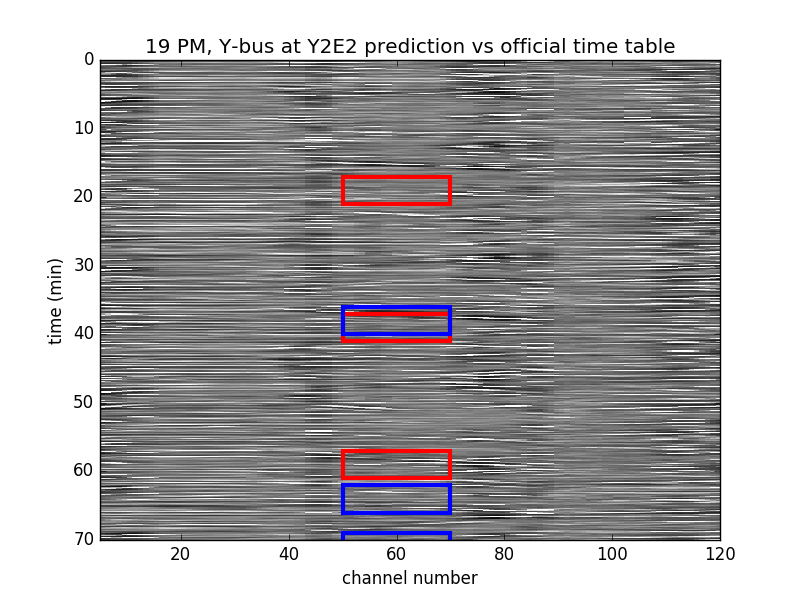 19 PM, Y-bus at Y2E2 prediction vs official time table
0
10
20
30
40
50
60
70
time (min)
20 40 60 80 100 120
channel number